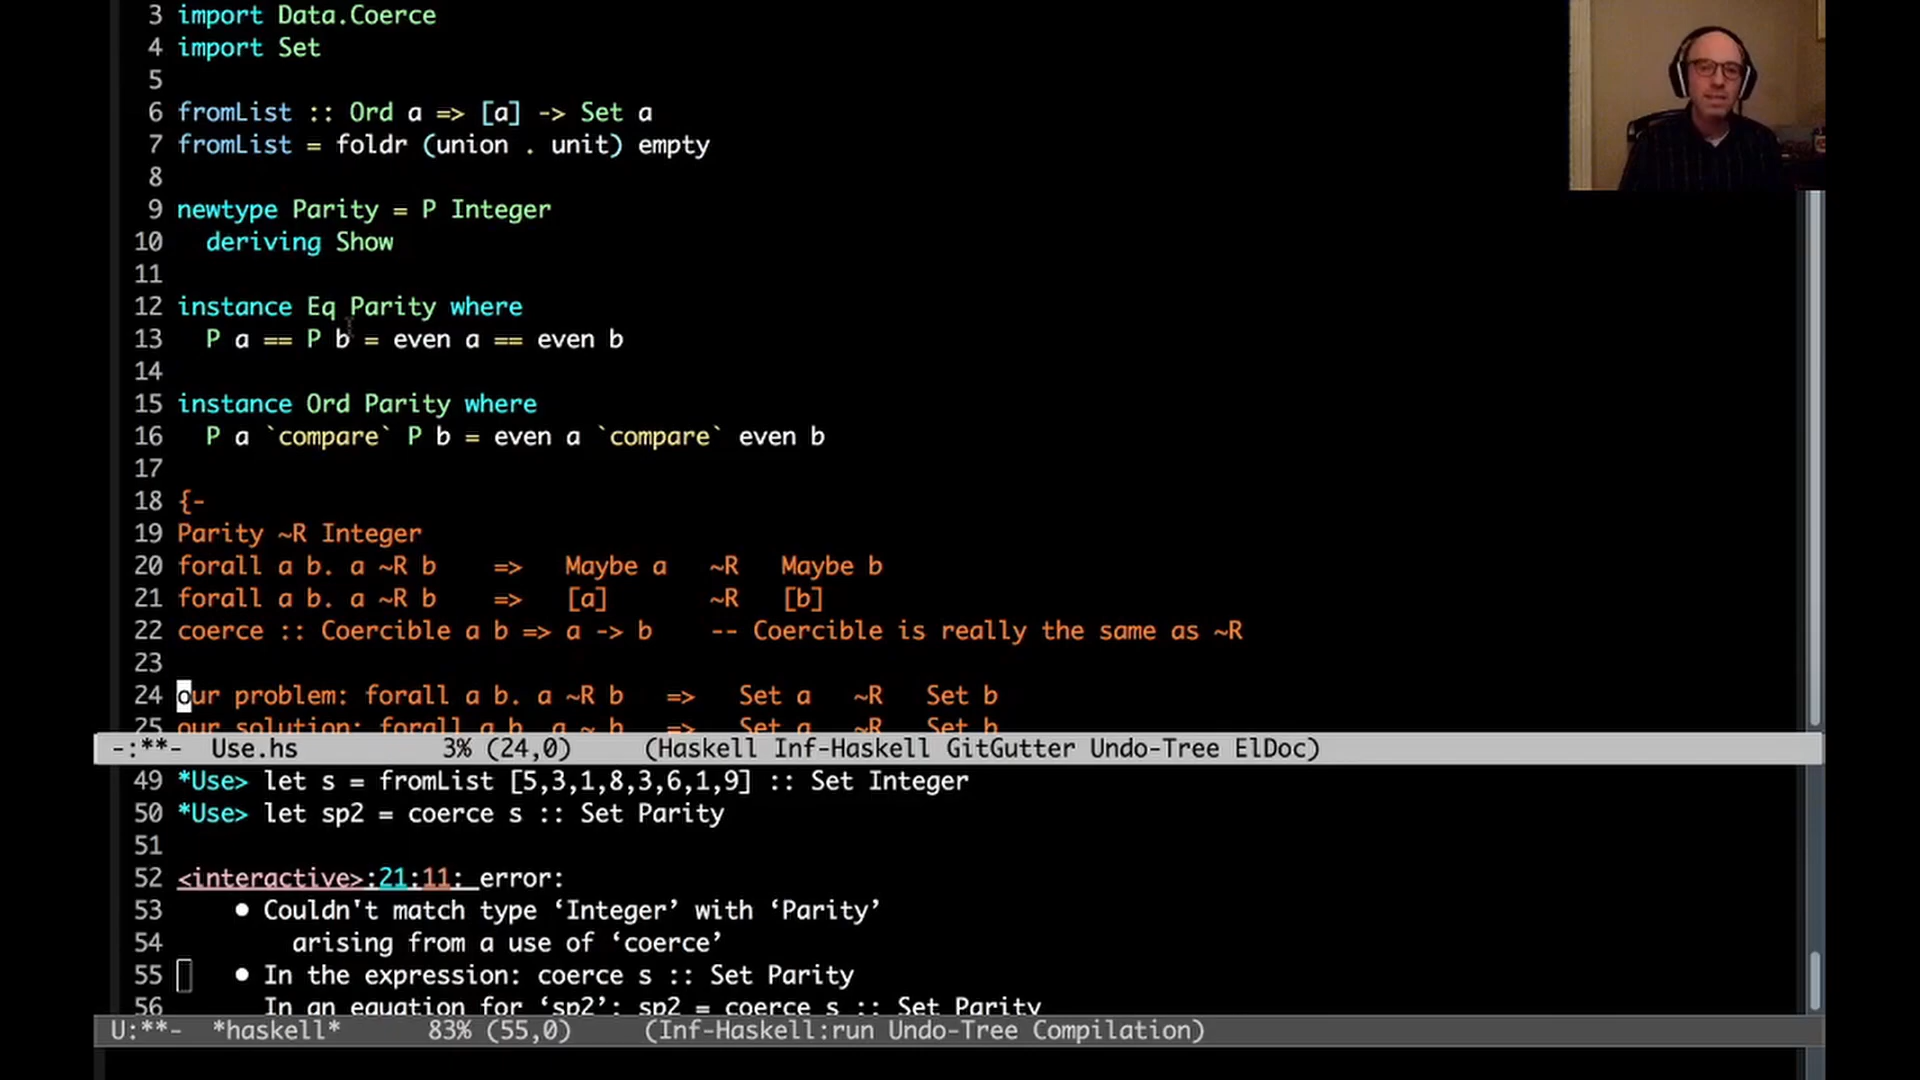 3 import Data.Coerce
4 import Set
5
6 fromList :: Ord a => [a] -> Set a
7 fromList = foldr (union . unit) empty
8
9 newtype Parity = P Integer
10   deriving Show
11
12 instance Eq Parity where
13   P a == P b = even a == even b
14
15 instance Ord Parity where
16   P a `compare` P b = even a `compare` even b
17
18 {-
19 Parity ~R Integer
20 forall a b. a ~R b    =>   Maybe a   ~R   Maybe b
21 forall a b. a ~R b    =>   [a]       ~R   [b]
22 coerce :: Coercible a b => a -> b    -- Coercible is really the same as ~R
23
24 our problem: forall a b. a ~R b   =>   Set a   ~R   Set b
25 our solution: forall a b. a ~ b   =>   Set a   ~R   Set b
-:**-  Use.hs          3% (24,0)     (Haskell Inf-Haskell GitGutter Undo-Tree ElDoc)
49 *Use> let s = fromList [5,3,1,8,3,6,1,9] :: Set Integer
50 *Use> let sp2 = coerce s :: Set Parity
51
52 <interactive>:21:11: error:
53     • Couldn't match type ‘Integer’ with ‘Parity’
54         arising from a use of ‘coerce’
55     • In the expression: coerce s :: Set Parity
56       In an equation for ‘sp2’: sp2 = coerce s :: Set Parity
U:**-  *haskell*      83% (55,0)     (Inf-Haskell:run Undo-Tree Compilation)